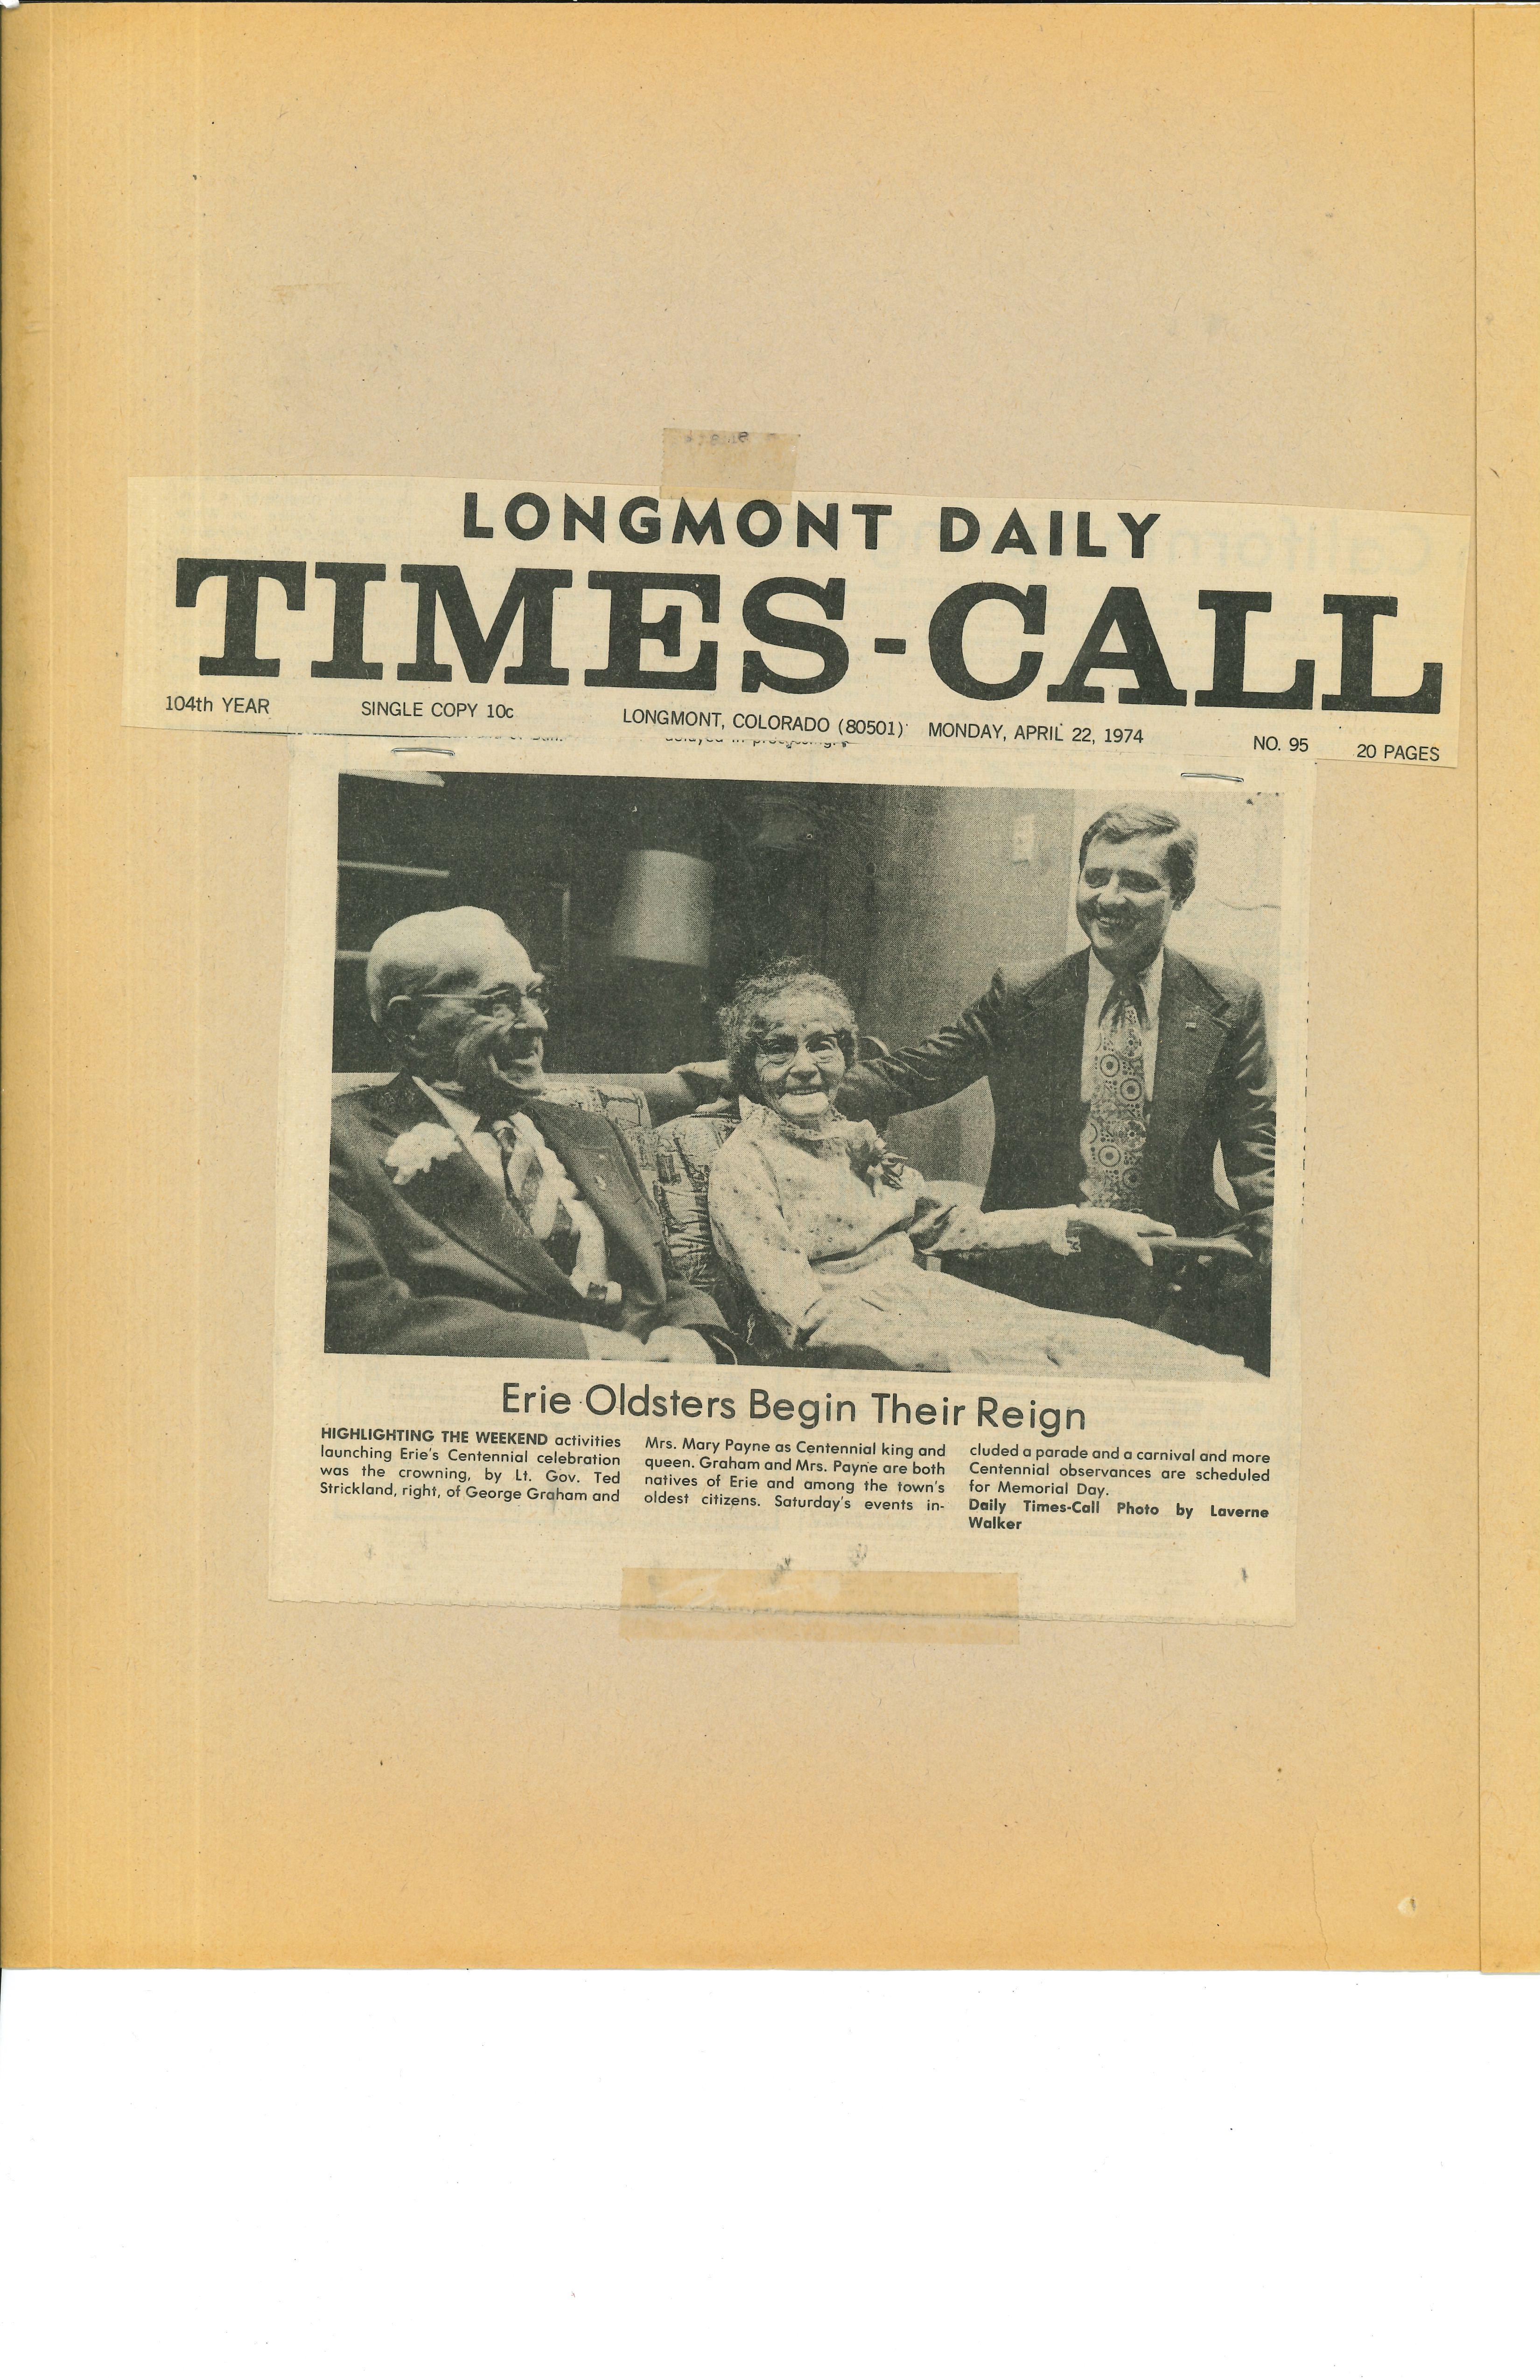 LONGMONT DAILY
TIMES-CALL
104th YEAR SINGLE COPY 10c LONGMONT, COLORADO (80501) MONDAY, APRIL 22, 1974 NO. 95 20 PAGES
delayed in processing.
Erie Oldsters Begin Their Reign
HIGHLIGHTING THE WEEKEND activities
launching Erie's Centennial celebration
was the crowning, by Lt. Gov. Ted
Strickland, right, of George Graham and
Mrs. Mary Payne as Centennial king and
queen. Graham and Mrs. Payne are both
natives of Erie and among the town's
oldest citizens. Saturday's events in-
cluded a parade and a carnival and more
Centennial observances are scheduled
for Memorial Day.
Daily Times-Call Photo by Laverne
Walker